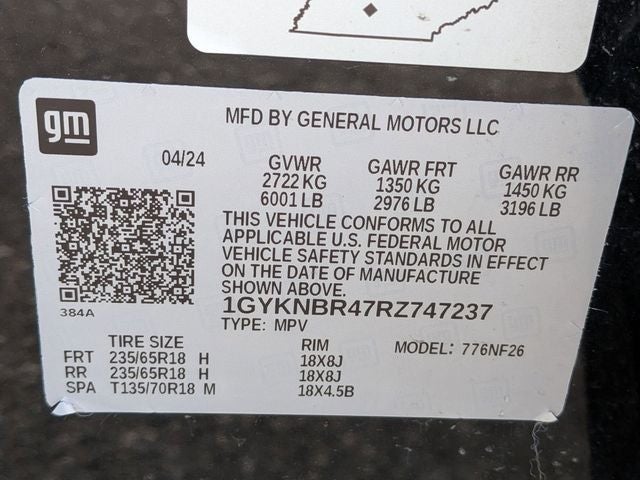 gm
MFD BY GENERAL MOTORS LLC
04/24 GVWR GAWR FRT GAWR RR
2722 KG 1350 KG 1450 KG
6001 LB 2976 LB 3196 LB
THIS VEHICLE CONFORMS TO ALL
APPLICABLE U.S. FEDERAL MOTOR
VEHICLE SAFETY STANDARDS IN EFFECT
ON THE DATE OF MANUFACTURE
SHOWN ABOVE.
384A
1GYKNBR47RZ747237
TYPE: MPV
TIRE SIZE RIM MODEL: 776NF26
FRT 235/65R18 H 18X8J
RR 235/65R18 H 18X8J
SPA T135/70R18 M 18X4.5B